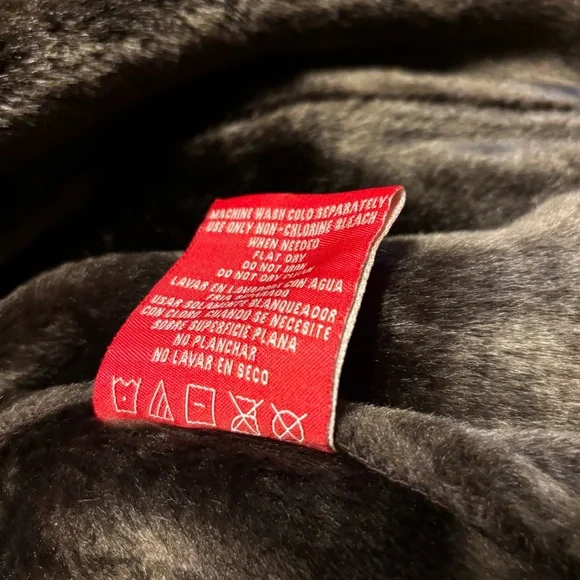 MACHINE WASH COLD SEPARATELY
USE ONLY NON-CHLORINE BLEACH
WHEN NEEDED
FLAT DRY
DO NOT IRON
DO NOT DRY CLEAN
LAVAR EN LAVADORA CON AGUA
FRIA SEPARADO
USAR SOLAMENTE BLANQUEADOR
CON CLORE CUANDO SE NECESITE
SOBRE SUPERFICIE PLANA
NO PLANCHAR
NO LAVAR EN SECO